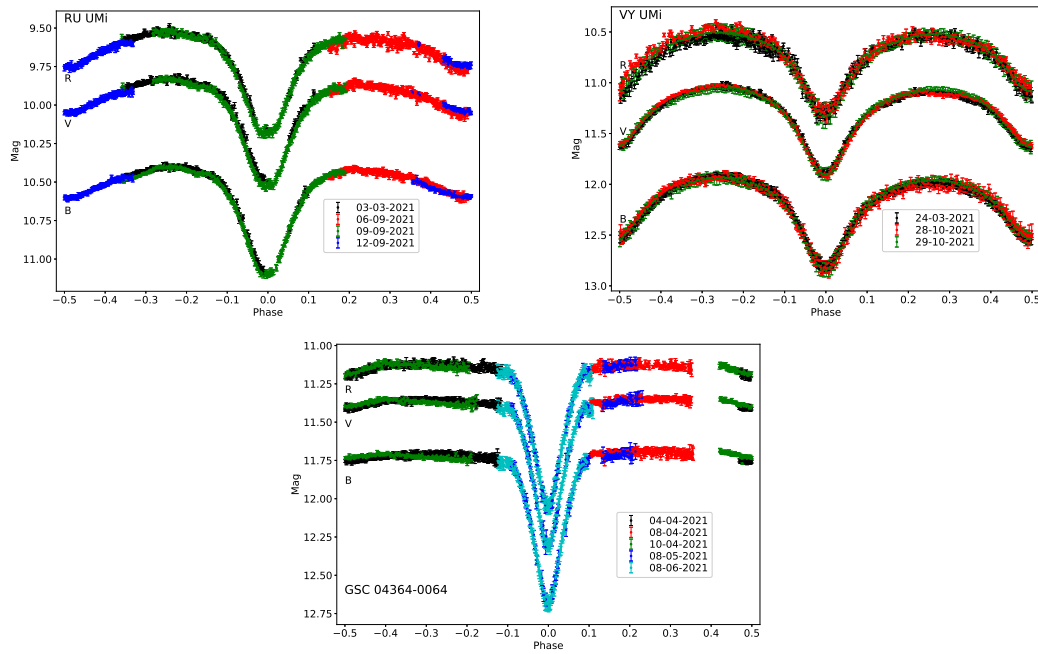 RU UMi
Mag
9.50
9.75
10.00
10.25
10.50
10.75
11.00
R
V
B
03-03-2021
06-09-2021
09-09-2021
12-09-2021
−0.5 −0.4 −0.3 −0.2 −0.1 0.0 0.1 0.2 0.3 0.4 0.5
Phase
VY UMi
Mag
10.5
11.0
11.5
12.0
12.5
13.0
R
V
B
24-03-2021
28-10-2021
29-10-2021
−0.5 −0.4 −0.3 −0.2 −0.1 0.0 0.1 0.2 0.3 0.4 0.5
Phase
Mag
11.00
11.25
11.50
11.75
12.00
12.25
12.50
12.75
R
V
B
04-04-2021
08-04-2021
10-04-2021
08-05-2021
08-06-2021
GSC 04364-0064
−0.5 −0.4 −0.3 −0.2 −0.1 0.0 0.1 0.2 0.3 0.4 0.5
Phase